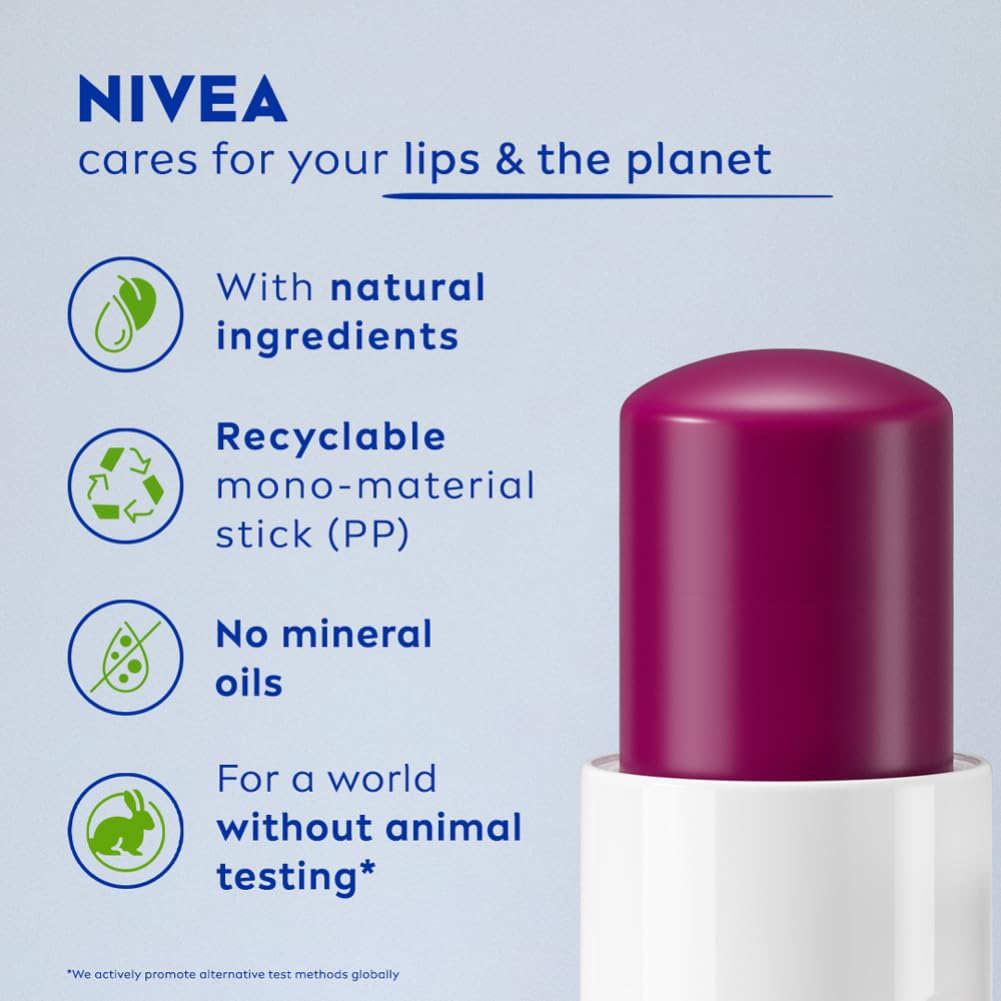 NIVEA
cares for your lips & the planet
With natural
ingredients
Recyclable
mono-material
stick (PP)
No mineral
oils
For a world
without animal
testing*
*We actively promote alternative test methods globally